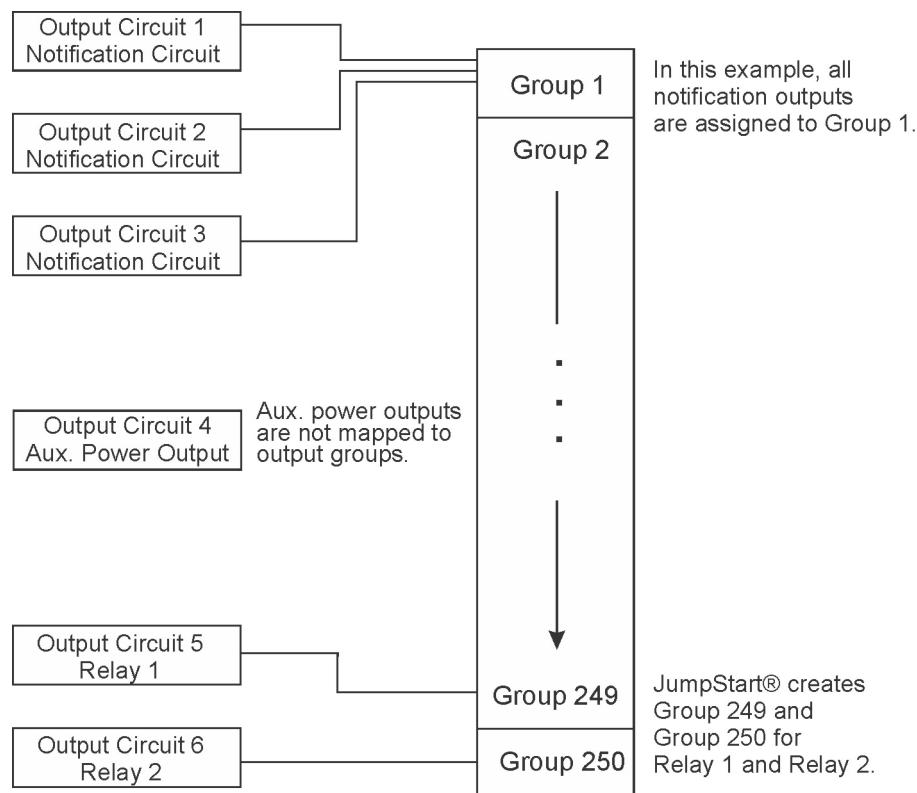 Output Circuit 1
Notification Circuit
Output Circuit 2
Notification Circuit
Output Circuit 3
Notification Circuit
Output Circuit 4
Aux. Power Output
Aux. power outputs
are not mapped to
output groups.
Output Circuit 5
Relay 1
Output Circuit 6
Relay 2
Group 1
Group 2
Group 249
Group 250
In this example, all
notification outputs
are assigned to Group 1.
JumpStart® creates
Group 249 and
Group 250 for
Relay 1 and Relay 2.